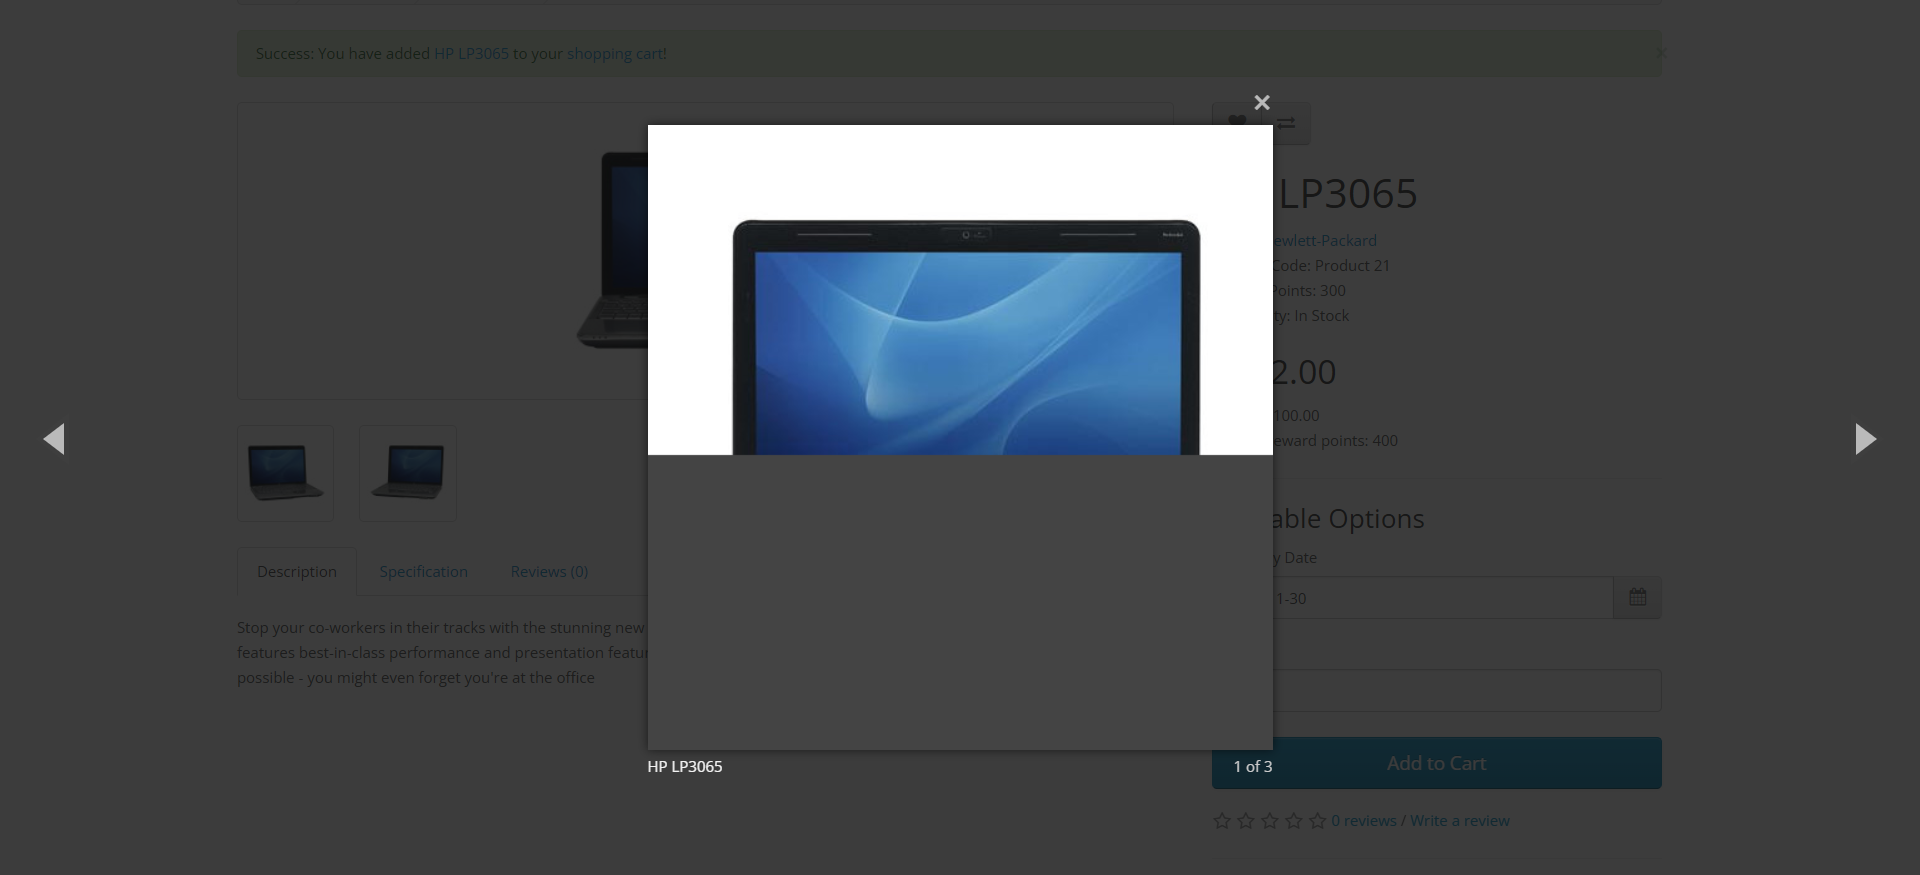 Success: You have added HP LP3065 to your shopping cart!
×
LP3065
ewlett-Packard
Code: Product 21
Points: 300
ty: In Stock
2.00
100.00
eward points: 400
able Options
y Date
1-30
Description
Specification
Reviews (0)
Stop your co-workers in their tracks with the stunning new
features best-in-class performance and presentation featur
possible - you might even forget you're at the office
HP LP3065
1 of 3
Add to Cart
0 reviews / Write a review